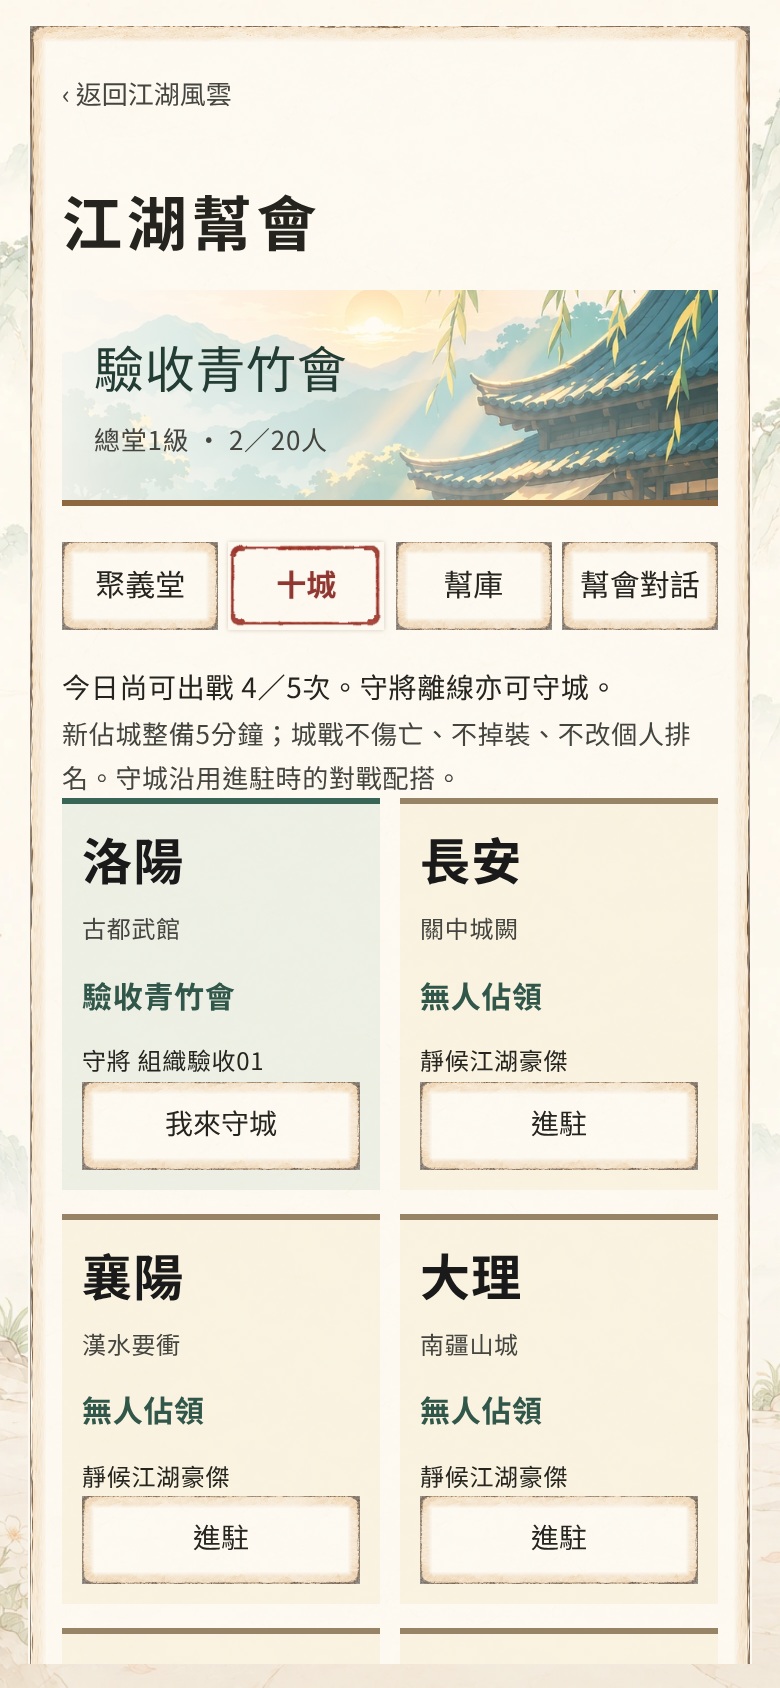 ‹ 返回江湖風雲
江湖幫會
驗收青竹會
總堂1級 · 2／20人
聚義堂
十城
幫庫
幫會對話
今日尚可出戰 4／5次。守將離線亦可守城。
新佔城整備5分鐘；城戰不傷亡、不掉裝、不改個人排
名。守城沿用進駐時的對戰配搭。
洛陽
古都武館
驗收青竹會
守將 組織驗收01
我來守城
長安
關中城闕
無人佔領
靜候江湖豪傑
進駐
襄陽
漢水要衝
無人佔領
靜候江湖豪傑
進駐
大理
南疆山城
無人佔領
靜候江湖豪傑
進駐